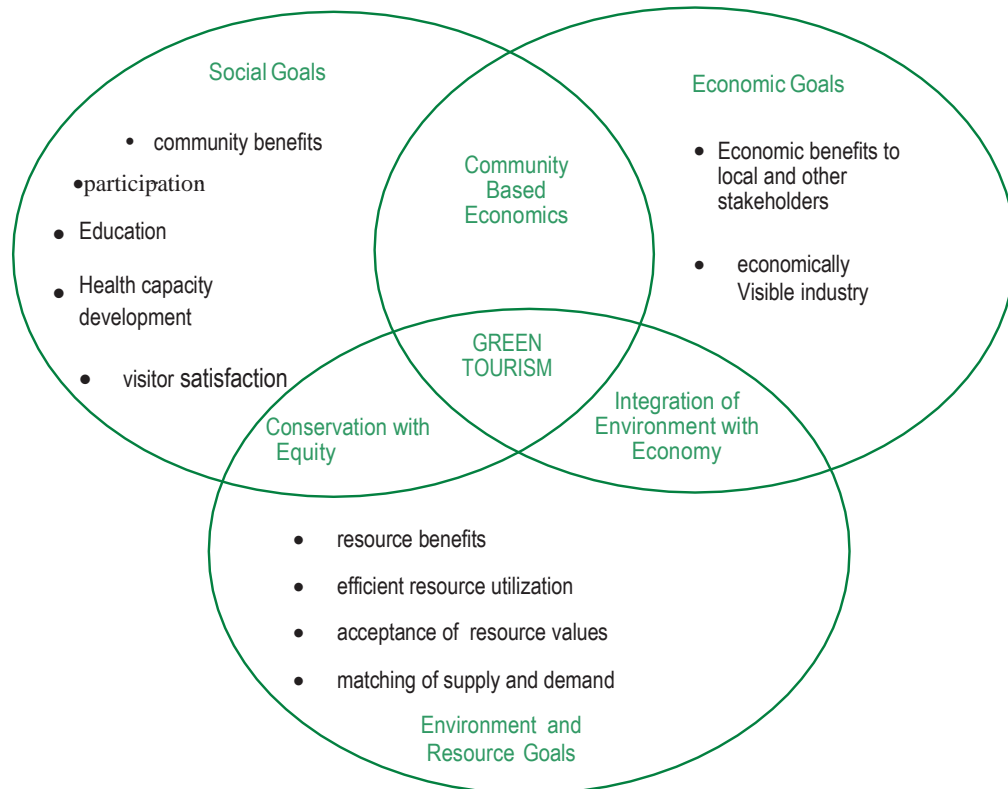 Social Goals
• community benefits
•participation
• Education
• Health capacity
development
• visitor satisfaction
Community
Based
Economics
Economic Goals
• Economic benefits to
local and other
stakeholders
• economically
Visible industry
GREEN
TOURISM
Conservation with
Equity
Integration of
Environment with
Economy
• resource benefits
• efficient resource utilization
• acceptance of resource values
• matching of supply and demand
Environment and
Resource Goals